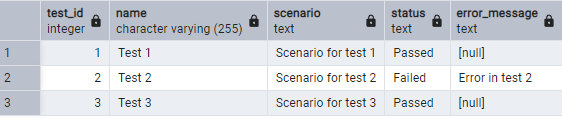 test_id name scenario status error_message
integer character varying (255) text text text
1 1 Test 1 Scenario for test 1 Passed [null]
2 2 Test 2 Scenario for test 2 Failed Error in test 2
3 3 Test 3 Scenario for test 3 Passed [null]